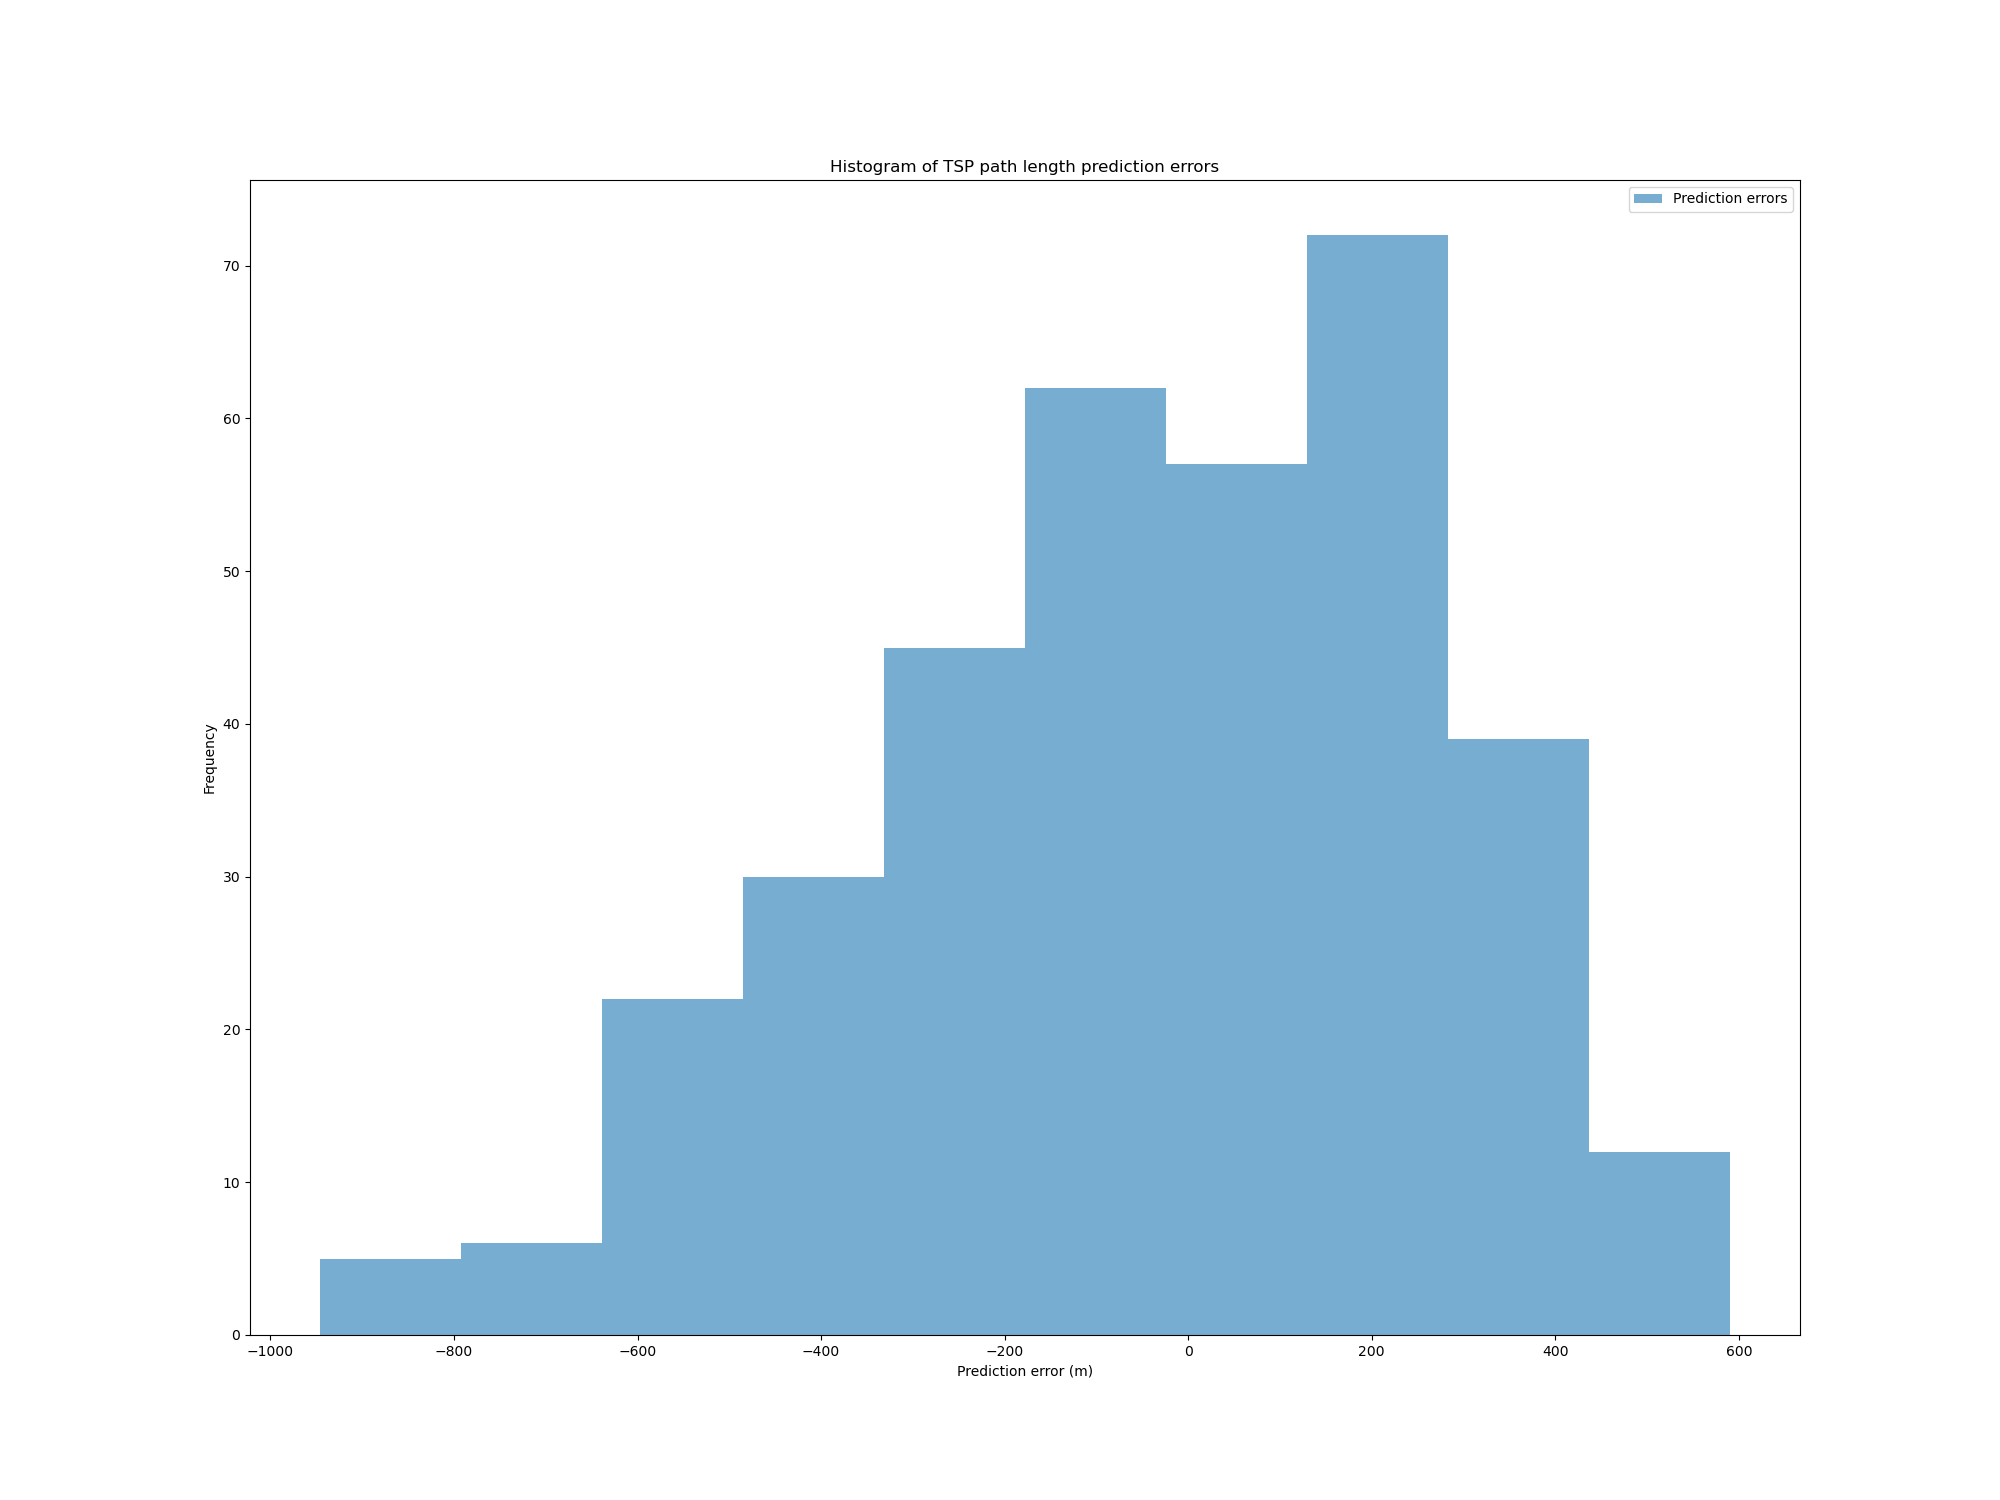 Histogram of TSP path length prediction errors
Prediction errors
70
60
50
40
30
20
10
0
Frequency
−1000 −800 −600 −400 −200 0 200 400 600
Prediction error (m)